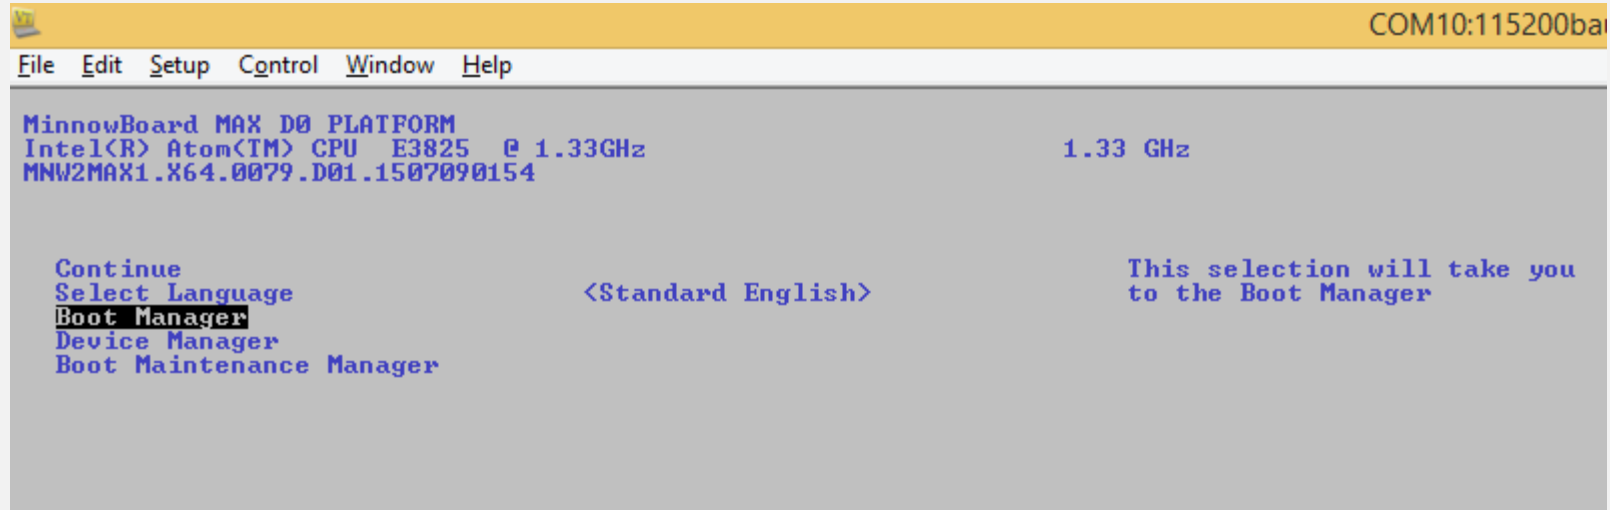 COM10:115200bau
File Edit Setup Control Window Help
MinnowBoard MAX D0 PLATFORM
Intel(R) Atom(TM) CPU E3825 @ 1.33GHz 1.33 GHz
MNW2MAX1.X64.0079.D01.1507090154
Continue This selection will take you
Select Language <Standard English> to the Boot Manager
Boot Manager
Device Manager
Boot Maintenance Manager